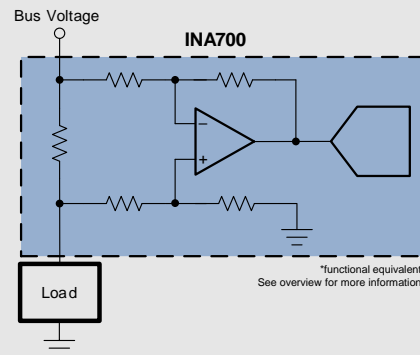 Bus Voltage
INA700
−
+
Load
*functional equivalent
See overview for more information